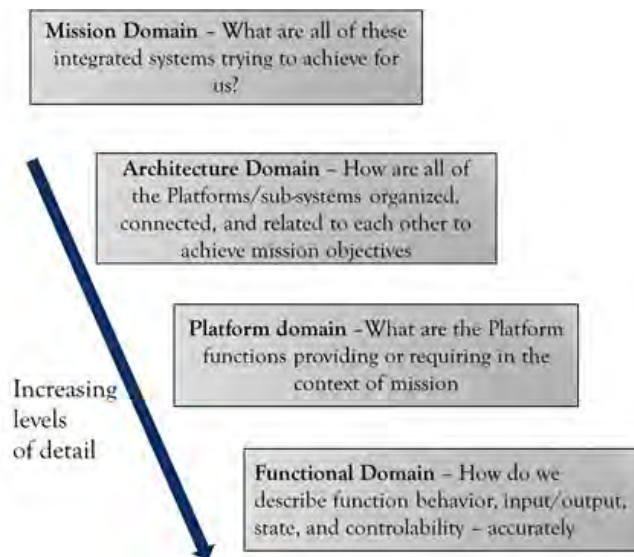 Mission Domain – What are all of these
integrated systems trying to achieve for
us?
Architecture Domain – How are all of
the Platforms/sub-systems organized,
connected, and related to each other to
achieve mission objectives
Platform domain –What are the Platform
functions providing or requiring in the
context of mission
Increasing
levels
of detail
Functional Domain – How do we
describe function behavior, input/output,
state, and controlability – accurately